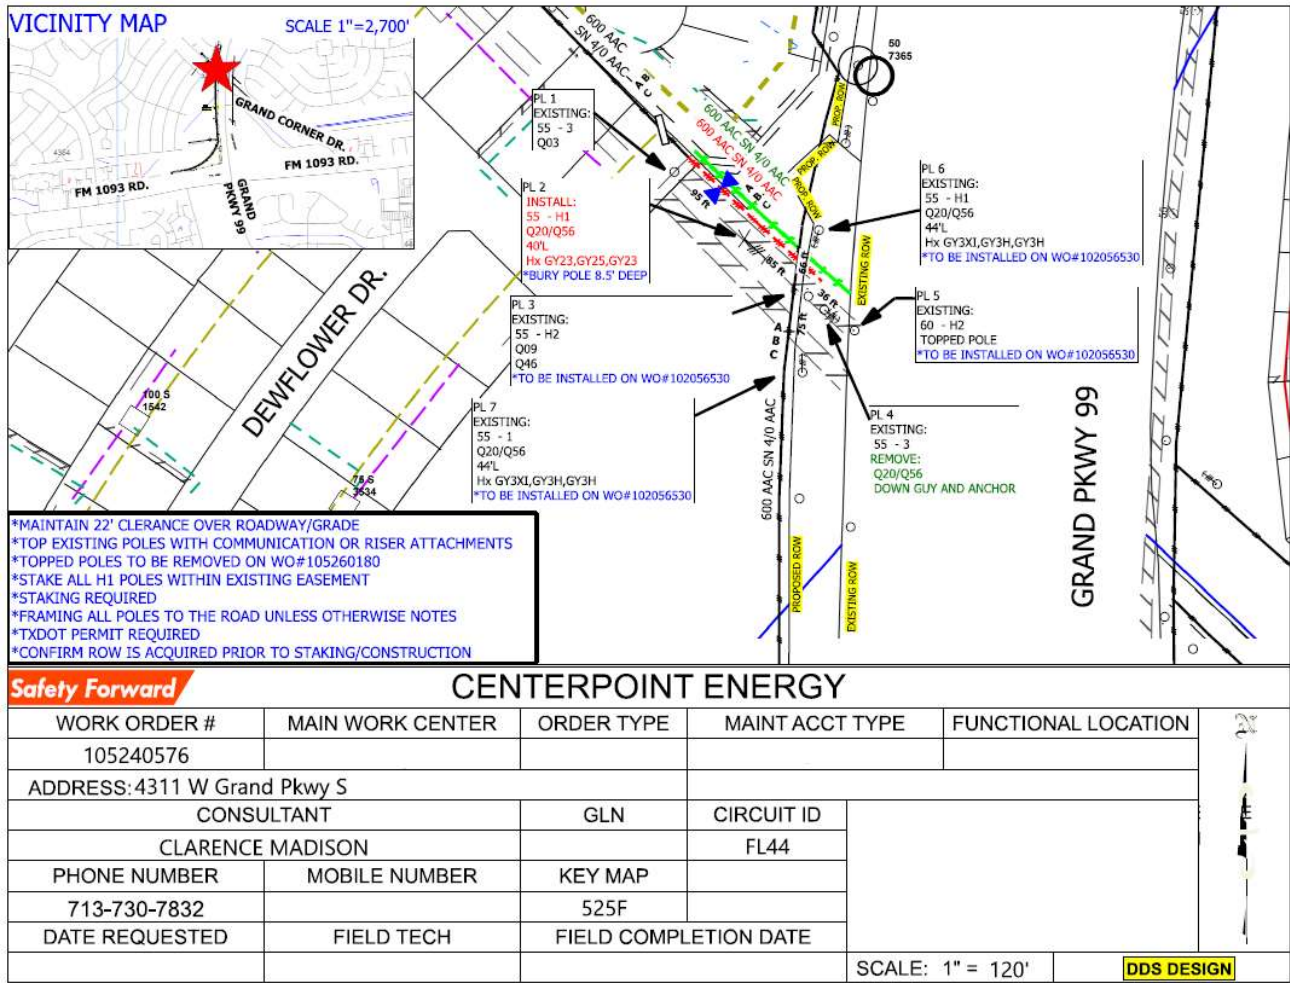 VICINITY MAP
SCALE 1"=2,700'
4364
GRAND CORNER DR.
FM 1093 RD.
FM 1093 RD.
GRAND
PKWY 99
600 AAC
SN 4/0 AAC
A B C
50
7365
PROP. ROW
PROP. ROW
PROP. ROW
PL 1
EXISTING:
55 - 3
Q03
600 AAC SN 4/0 AAC
600 AAC SN 4/0 AAC
A B C
95 ft
PL 2
INSTALL:
55 - H1
Q20/Q56
40'L
Hx GY23,GY25,GY23
*BURY POLE 8.5' DEEP
85 ft
66 ft
36 ft
75 ft
PL 6
EXISTING:
55 - H1
Q20/Q56
44'L
Hx GY3XI,GY3H,GY3H
*TO BE INSTALLED ON WO#102056530
EXISTING ROW
PL 3
EXISTING:
55 - H2
Q09
Q46
*TO BE INSTALLED ON WO#102056530
A
B
C
PL 5
EXISTING:
60 - H2
TOPPED POLE
*TO BE INSTALLED ON WO#102056530
DEWFLOWER DR.
100 S
1542
75 S
3534
PL 7
EXISTING:
55 - 1
Q20/Q56
44'L
Hx GY3XI,GY3H,GY3H
*TO BE INSTALLED ON WO#102056530
600 AAC SN 4/0 AAC
PL 4
EXISTING:
55 - 3
REMOVE:
Q20/Q56
DOWN GUY AND ANCHOR
GRAND PKWY 99
PROPOSED ROW
EXISTING ROW
*MAINTAIN 22' CLERANCE OVER ROADWAY/GRADE
*TOP EXISTING POLES WITH COMMUNICATION OR RISER ATTACHMENTS
*TOPPED POLES TO BE REMOVED ON WO#105260180
*STAKE ALL H1 POLES WITHIN EXISTING EASEMENT
*STAKING REQUIRED
*FRAMING ALL POLES TO THE ROAD UNLESS OTHERWISE NOTES
*TXDOT PERMIT REQUIRED
*CONFIRM ROW IS ACQUIRED PRIOR TO STAKING/CONSTRUCTION
Safety Forward
CENTERPOINT ENERGY
WORK ORDER # MAIN WORK CENTER ORDER TYPE MAINT ACCT TYPE FUNCTIONAL LOCATION
105240576
ADDRESS: 4311 W Grand Pkwy S
CONSULTANT GLN CIRCUIT ID
CLARENCE MADISON FL44
PHONE NUMBER MOBILE NUMBER KEY MAP
713-730-7832 525F
DATE REQUESTED FIELD TECH FIELD COMPLETION DATE
SCALE: 1" = 120'
DDS DESIGN